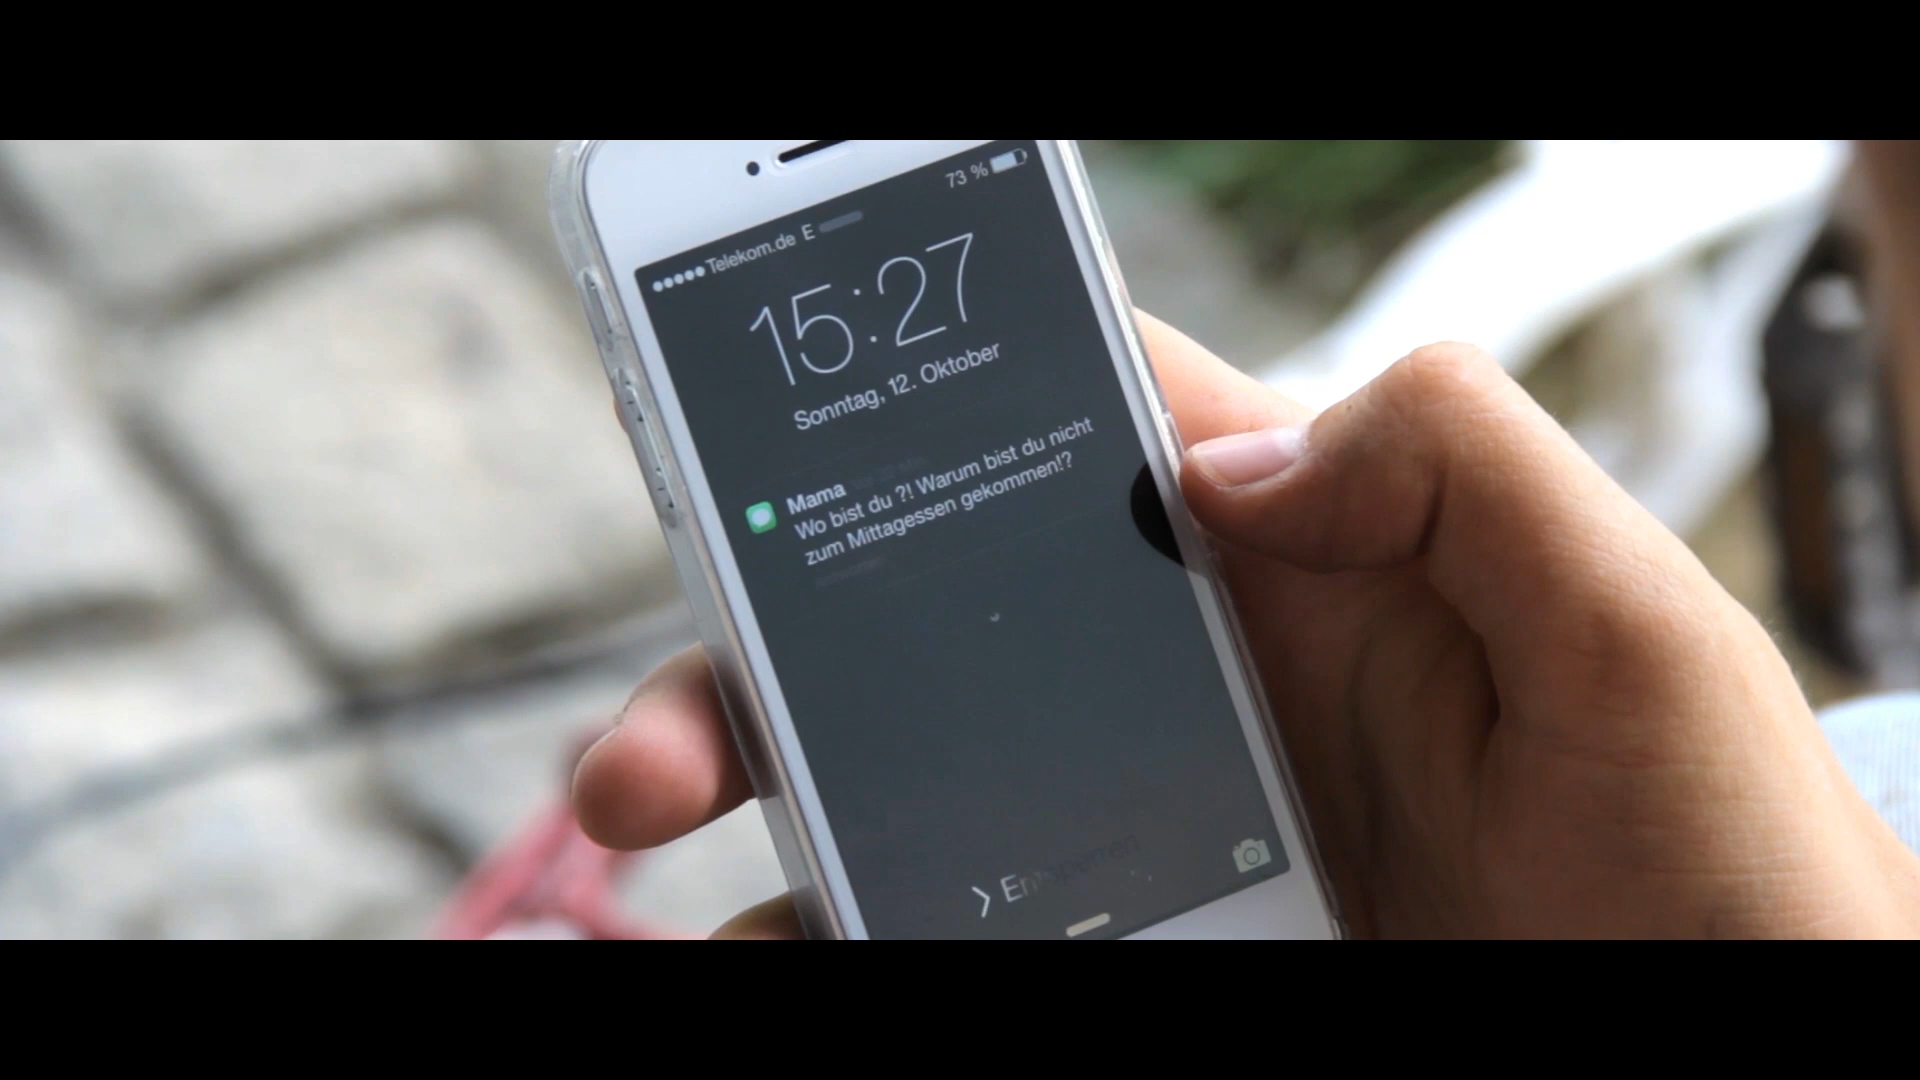 Telekom.de E
73 %
15:27
Sonntag, 12. Oktober
Mama
Wo bist du ?! Warum bist du nicht
zum Mittagessen gekommen!?
Entsperren